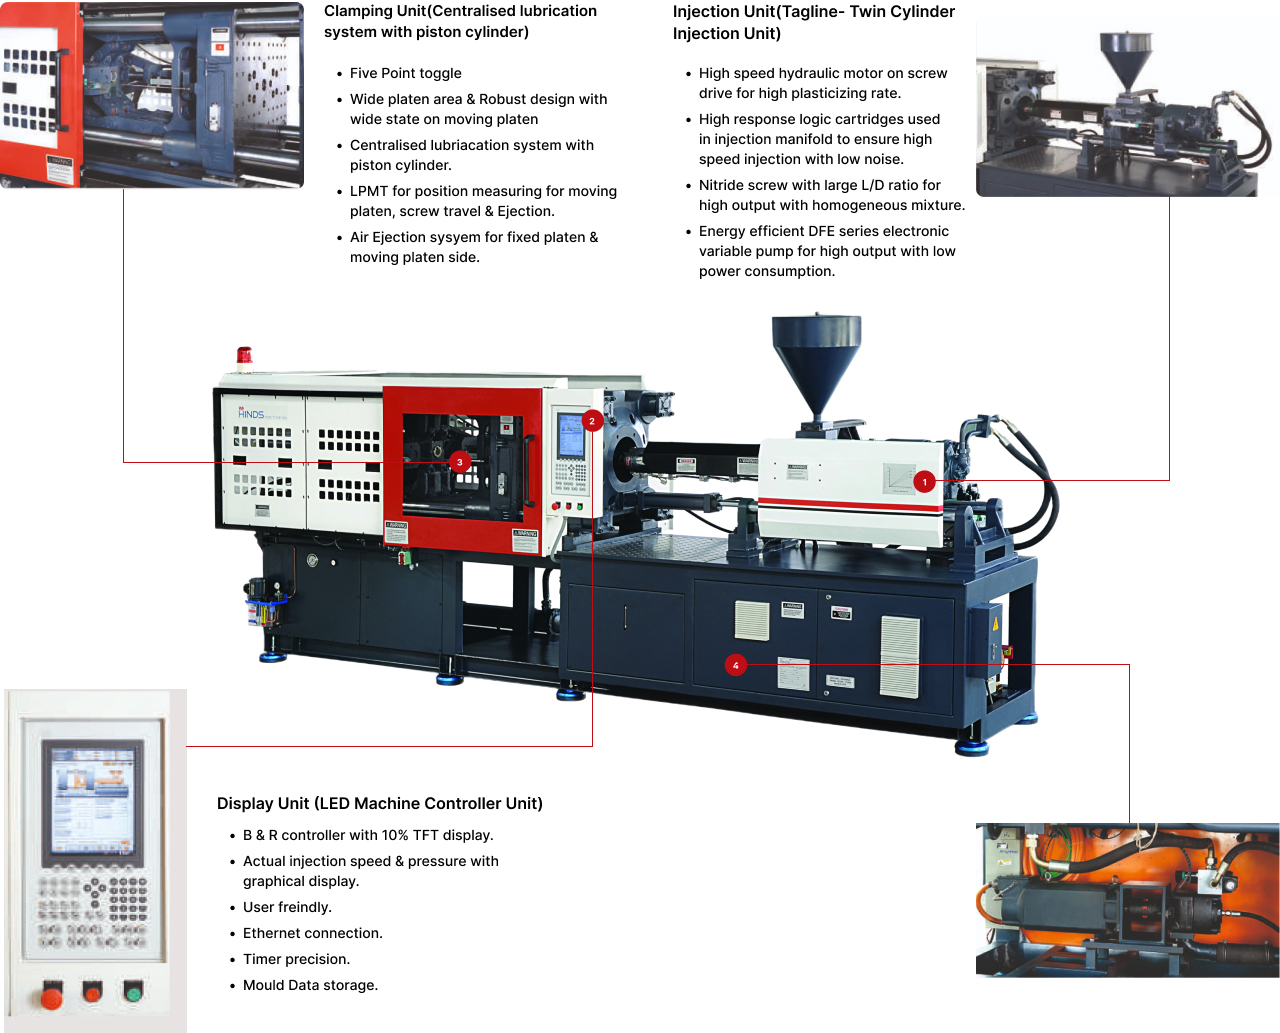 Clamping Unit(Centralised lubrication
system with piston cylinder)
• Five Point toggle
• Wide platen area & Robust design with
wide state on moving platen
• Centralised lubriacation system with
piston cylinder.
• LPMT for position measuring for moving
platen, screw travel & Ejection.
• Air Ejection sysyem for fixed platen &
moving platen side.
Injection Unit(Tagline- Twin Cylinder
Injection Unit)
• High speed hydraulic motor on screw
drive for high plasticizing rate.
• High response logic cartridges used
in injection manifold to ensure high
speed injection with low noise.
• Nitride screw with large L/D ratio for
high output with homogeneous mixture.
• Energy efficient DFE series electronic
variable pump for high output with low
power consumption.
WARNING
HINDS
2
3
1
WARNING
WARNING
WARNING
WARNING
4
Display Unit (LED Machine Controller Unit)
• B & R controller with 10% TFT display.
• Actual injection speed & pressure with
graphical display.
• User freindly.
• Ethernet connection.
• Timer precision.
• Mould Data storage.